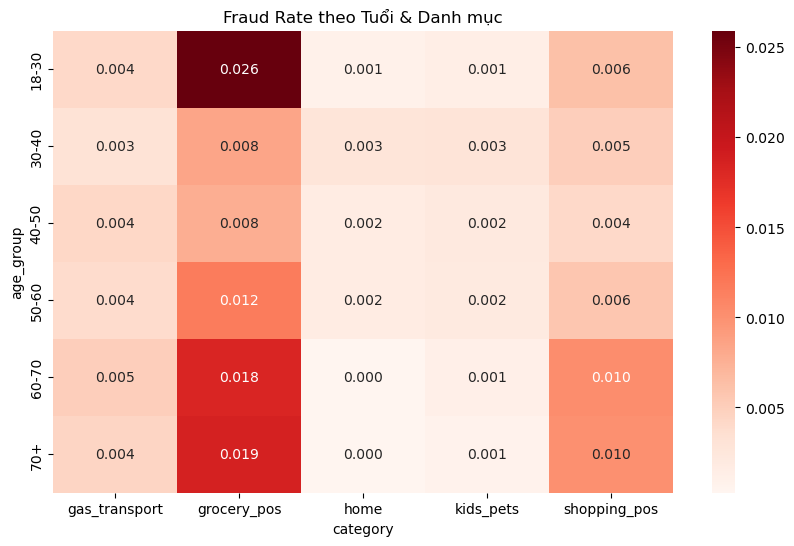 Fraud Rate theo Tuổi & Danh mục
age_group
18-30 0.004 0.026 0.001 0.001 0.006
30-40 0.003 0.008 0.003 0.003 0.005
40-50 0.004 0.008 0.002 0.002 0.004
50-60 0.004 0.012 0.002 0.002 0.006
60-70 0.005 0.018 0.000 0.001 0.010
70+ 0.004 0.019 0.000 0.001 0.010
gas_transport grocery_pos home kids_pets shopping_pos
category
0.025
0.020
0.015
0.010
0.005